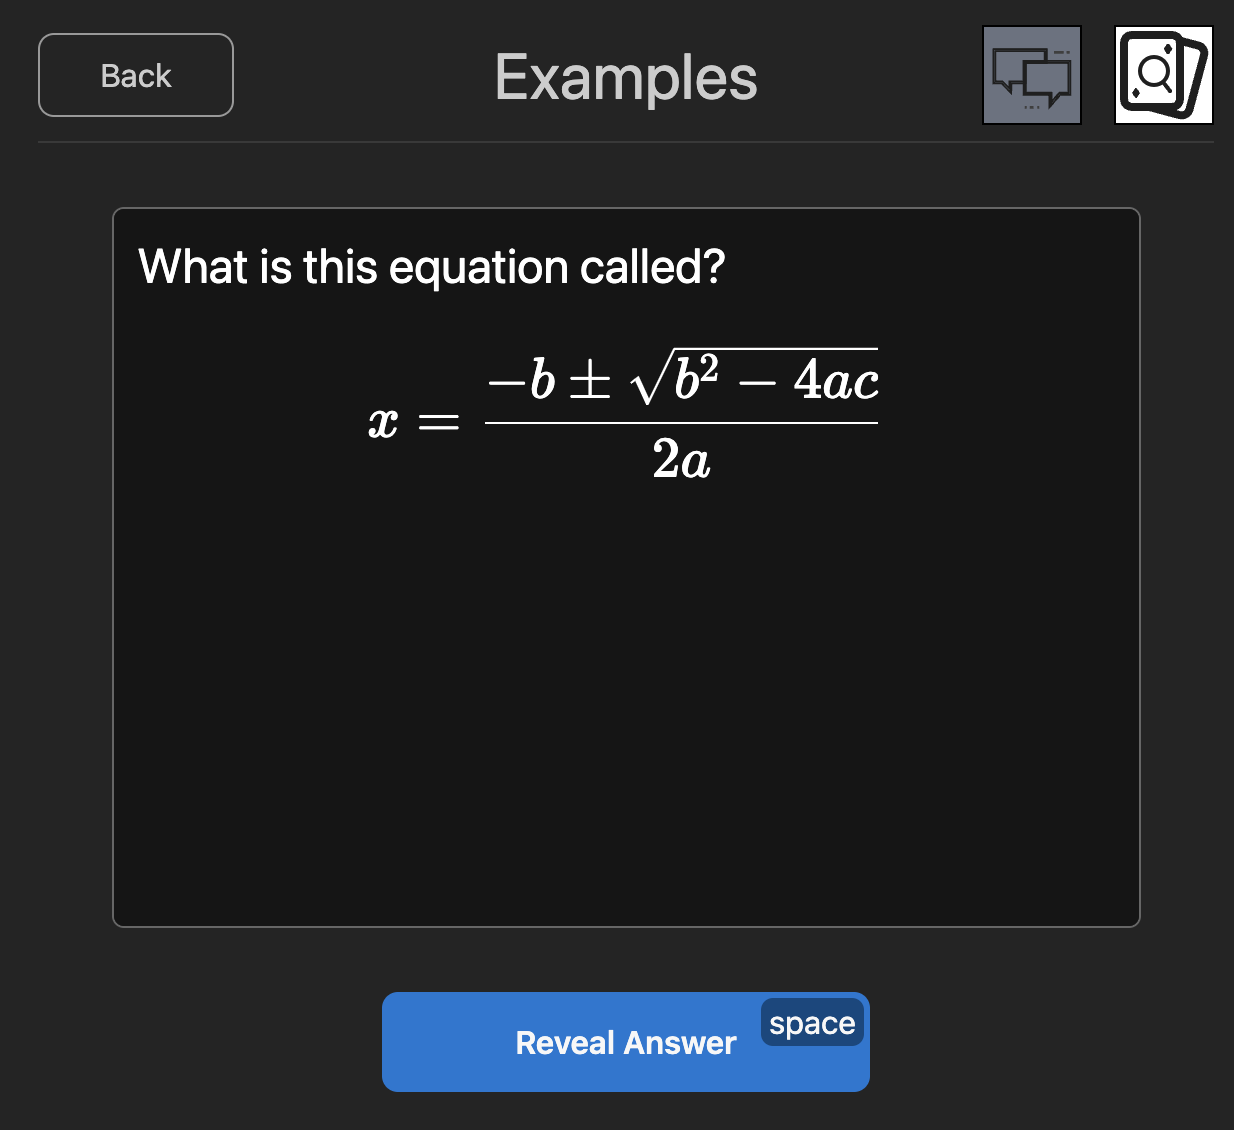 Back
Examples
What is this equation called?
x = \frac{-b \pm \sqrt{b^2 - 4ac}}{2a}
Reveal Answer
space